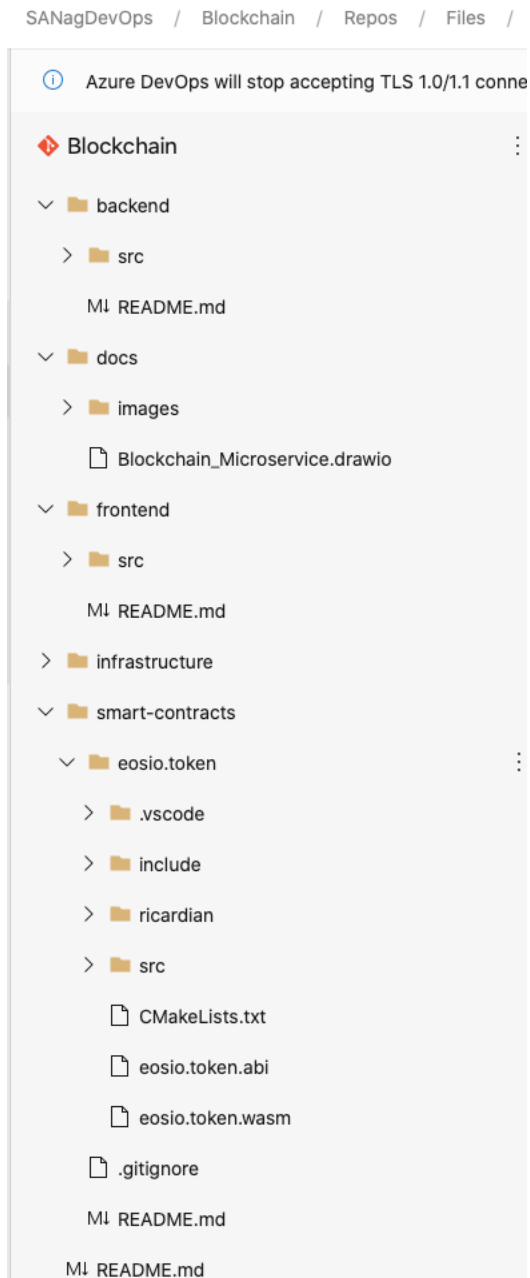 SANagDevOps / Blockchain / Repos / Files /
Azure DevOps will stop accepting TLS 1.0/1.1 conne
Blockchain
backend
src
M↓ README.md
docs
images
Blockchain_Microservice.drawio
frontend
src
M↓ README.md
infrastructure
smart-contracts
eosio.token
.vscode
include
ricardian
src
CMakeLists.txt
eosio.token.abi
eosio.token.wasm
.gitignore
M↓ README.md
M↓ README.md